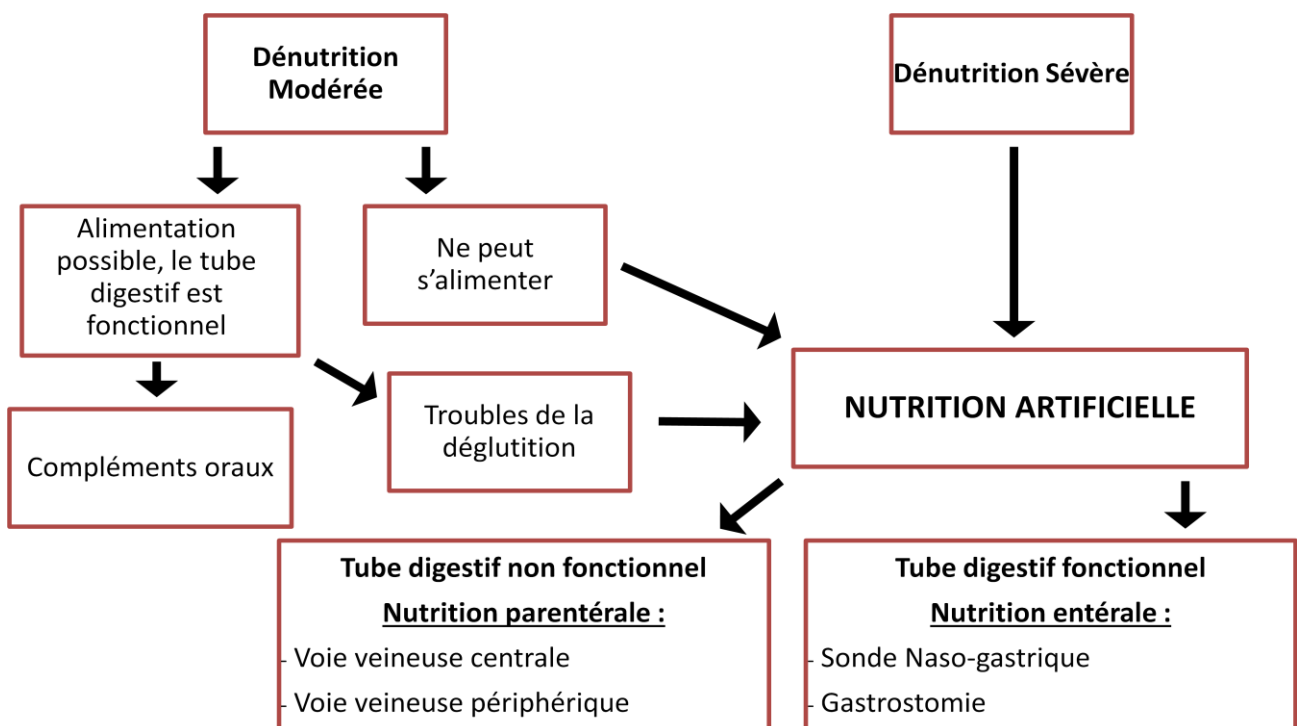 Dénutrition
Modérée
Dénutrition Sévère
Alimentation
possible, le tube
digestif est
fonctionnel
Ne peut
s’alimenter
Compléments oraux
Troubles de la
déglutition
NUTRITION ARTIFICIELLE
Tube digestif non fonctionnel
Nutrition parentérale :
- Voie veineuse centrale
- Voie veineuse périphérique
Tube digestif fonctionnel
Nutrition entérale :
- Sonde Naso-gastrique
- Gastrostomie